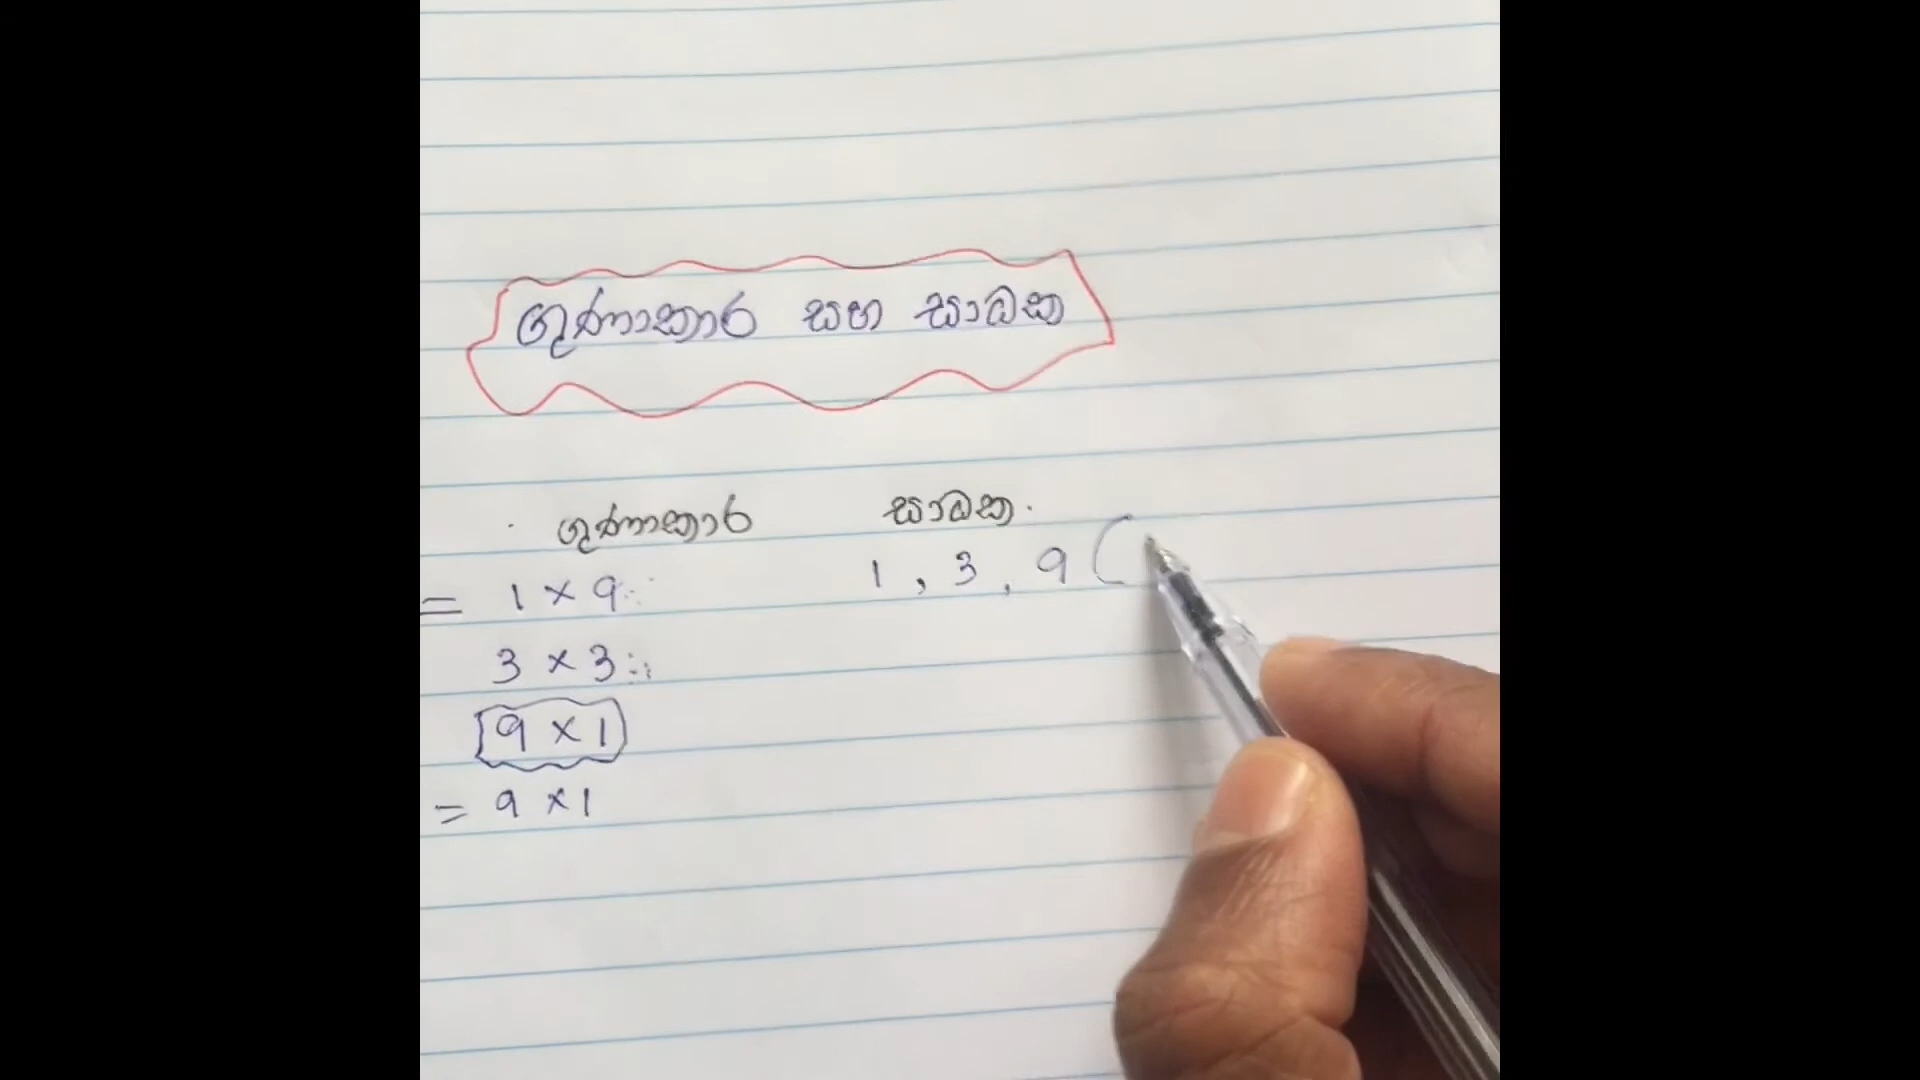 ගුණාකාර සහ සාධක
ගුණාකාර සාධක.
= 1 × 9 1 , 3 , 9 (
3 × 3
9 × 1
= 9 × 1